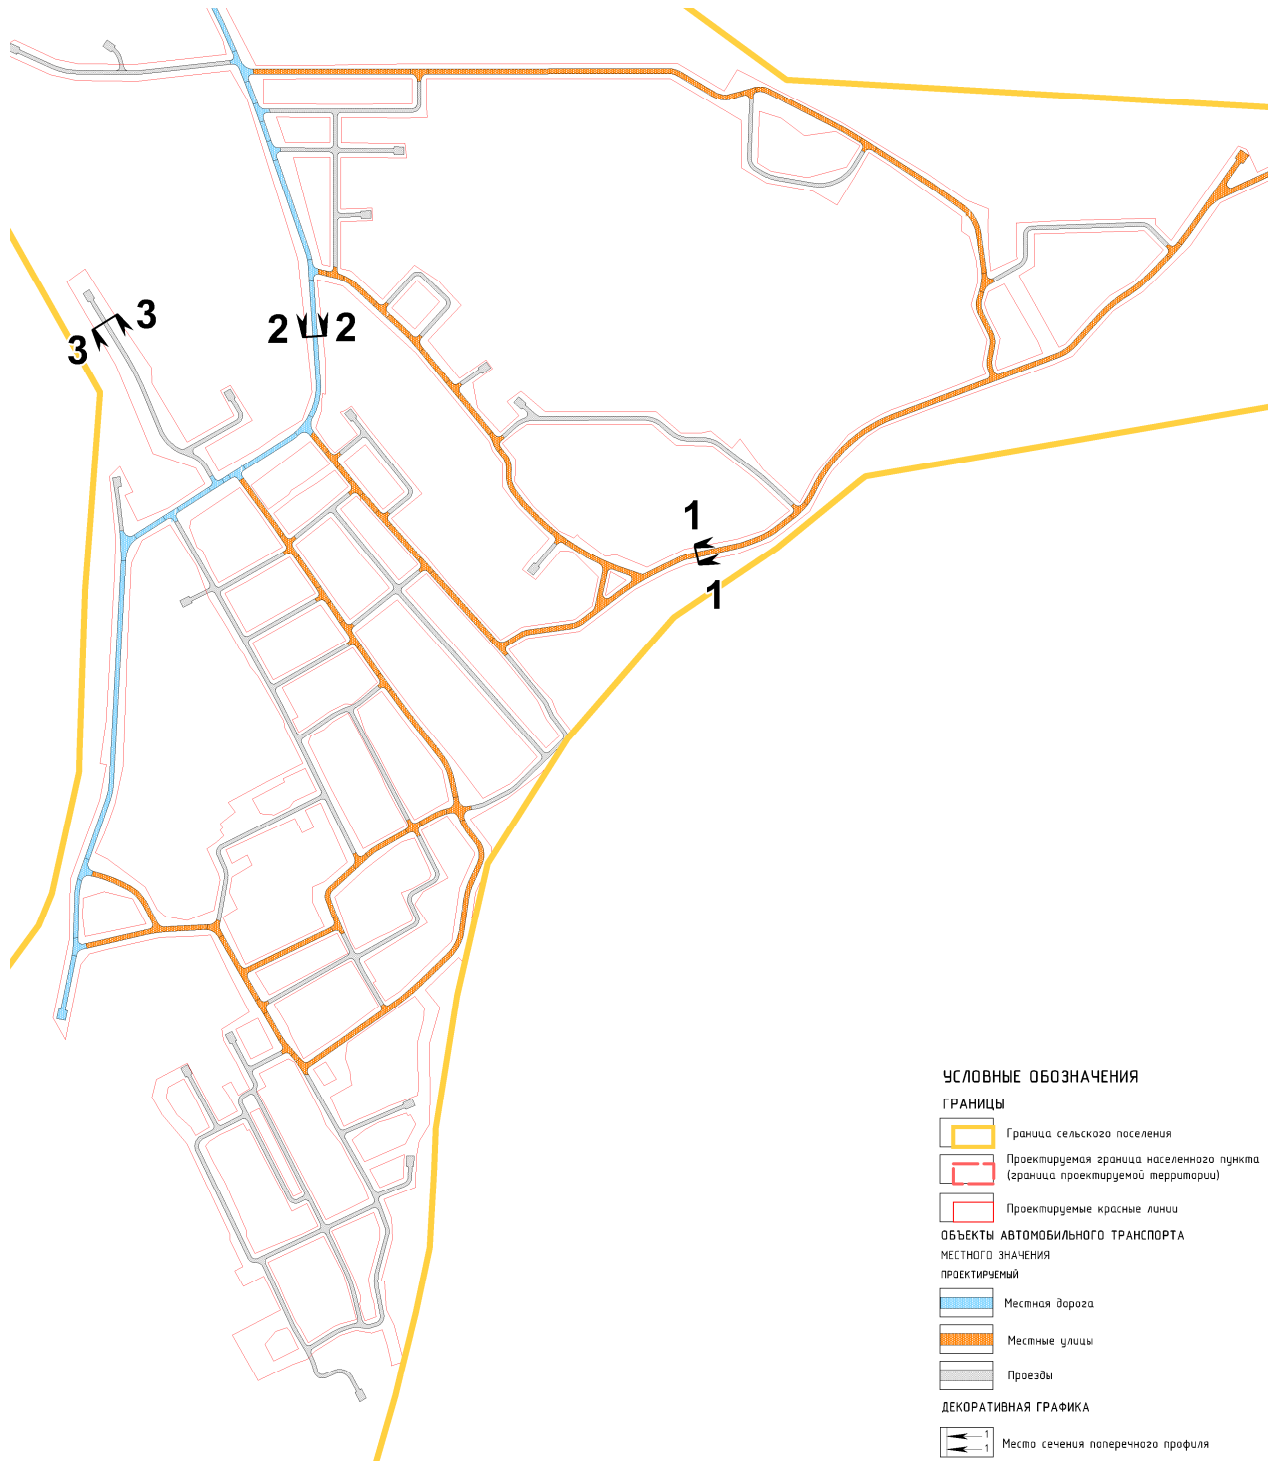 3
3
2
2
1
1
УСЛОВНЫЕ ОБОЗНАЧЕНИЯ
ГРАНИЦЫ
Граница сельского поселения
Проектируемая граница населенного пункта
(граница проектируемой территории)
Проектируемые красные линии
ОБЪЕКТЫ АВТОМОБИЛЬНОГО ТРАНСПОРТА
МЕСТНОГО ЗНАЧЕНИЯ
ПРОЕКТИРУЕМЫЙ
Местная дорога
Местные улицы
Проезды
ДЕКОРАТИВНАЯ ГРАФИКА
1
1
Место сечения поперечного профиля